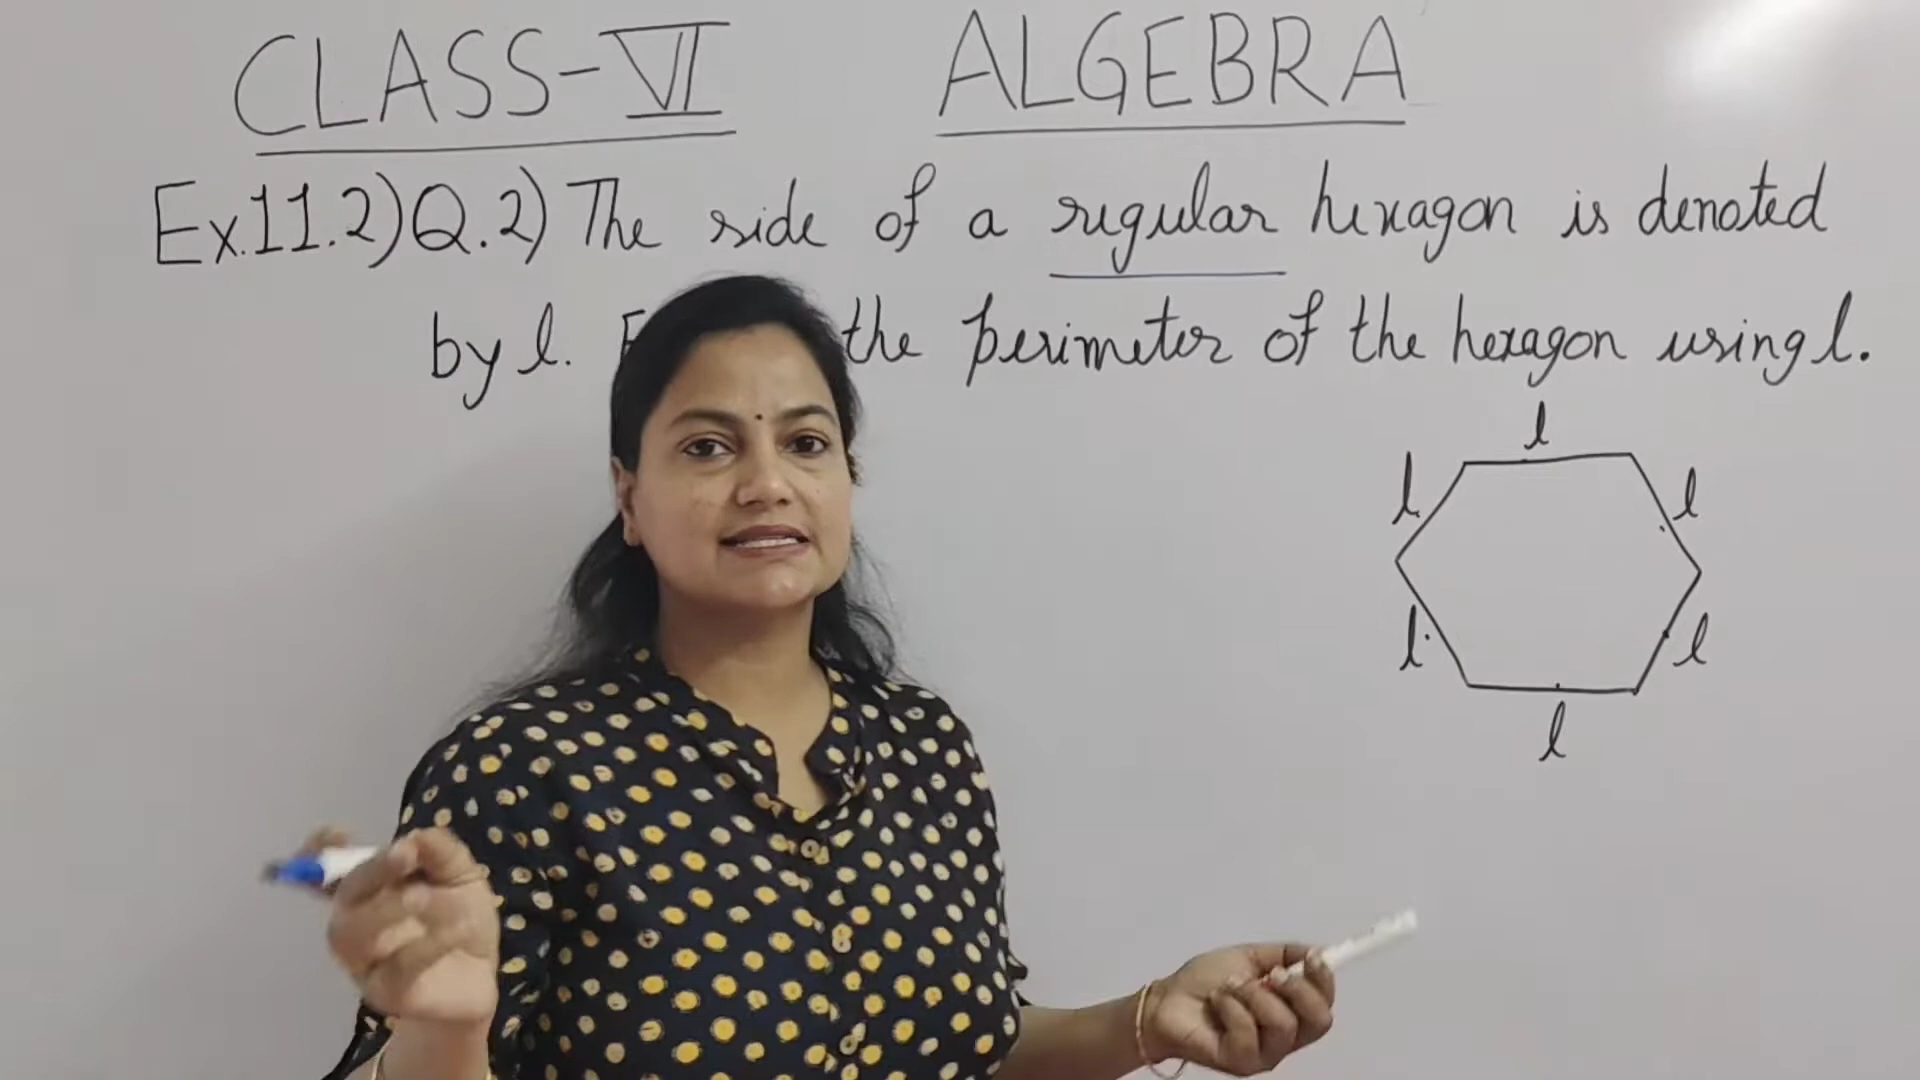 CLASS-VI ALGEBRA
Ex.11.2) Q.2) The side of a regular hexagon is denoted
by l. the perimeter of the hexagon using l.
l
l l
l l
l